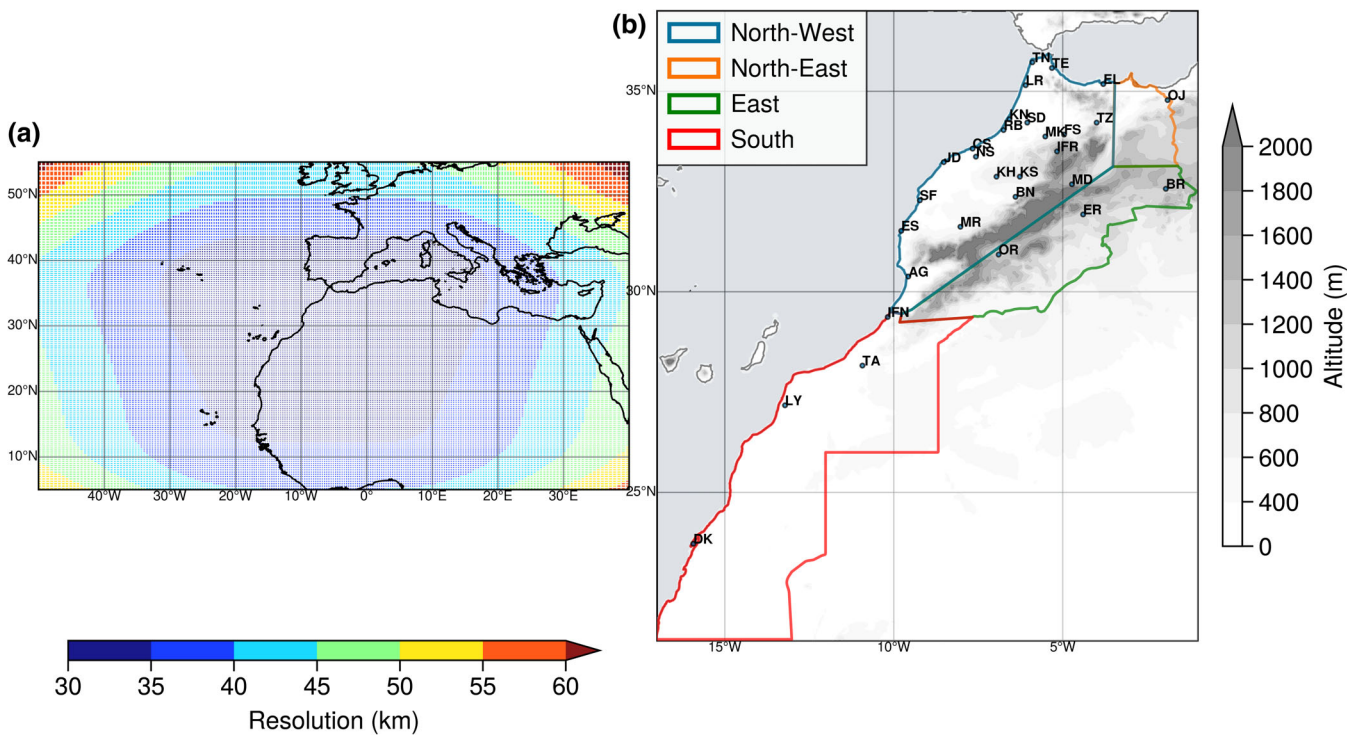 (a)
50°N
40°N
30°N
20°N
10°N
40°W
30°W
20°W
10°W
0°
10°E
20°E
30°E
30
35
40
45
50
55
60
Resolution (km)
(b)
North-West
North-East
East
South
TN
TE
LR
EL
OJ
35°N
KN
SD
RB
TZ
MK
FS
CS
NS
IFR
JD
KH
KS
MD
BR
BN
SF
ER
ES
MR
OR
AG
30°N
IFN
TA
LY
25°N
DK
15°W
10°W
5°W
2000
1800
1600
1400
1200
1000
800
600
400
0
Altitude (m)